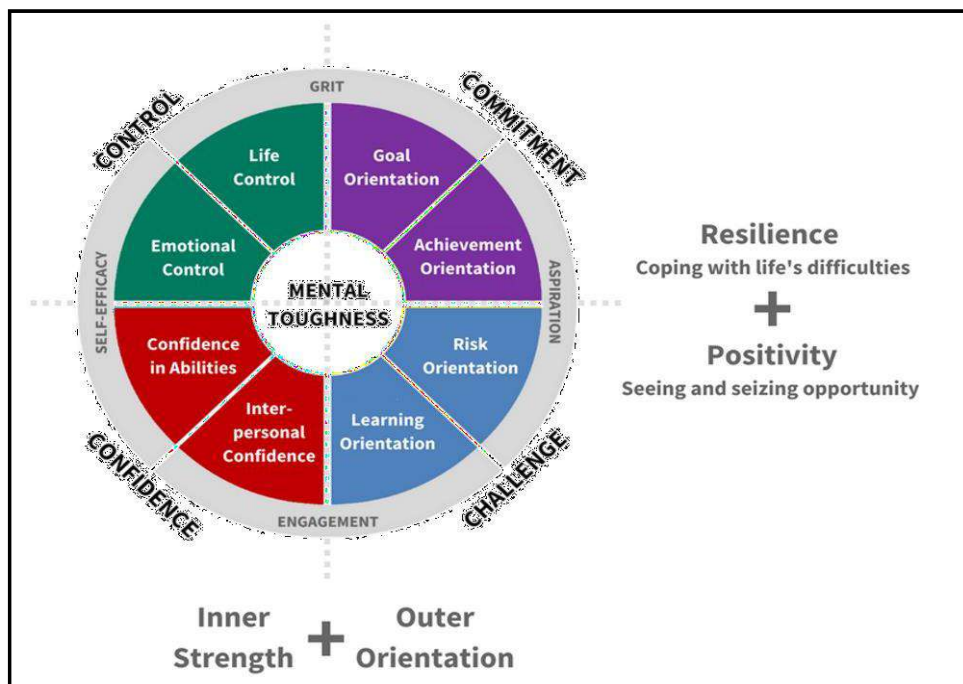 GRIT
CONTROL
COMMITMENT
Life
Control
Goal
Orientation
Emotional
Control
Achievement
Orientation
SELF-EFFICACY
ASPIRATION
MENTAL
TOUGHNESS
Confidence
in Abilities
Risk
Orientation
Inter-
personal
Confidence
Learning
Orientation
CONFIDENCE
CHALLENGE
ENGAGEMENT
Resilience
Coping with life's difficulties
+
Positivity
Seeing and seizing opportunity
Inner
Strength
+
Outer
Orientation